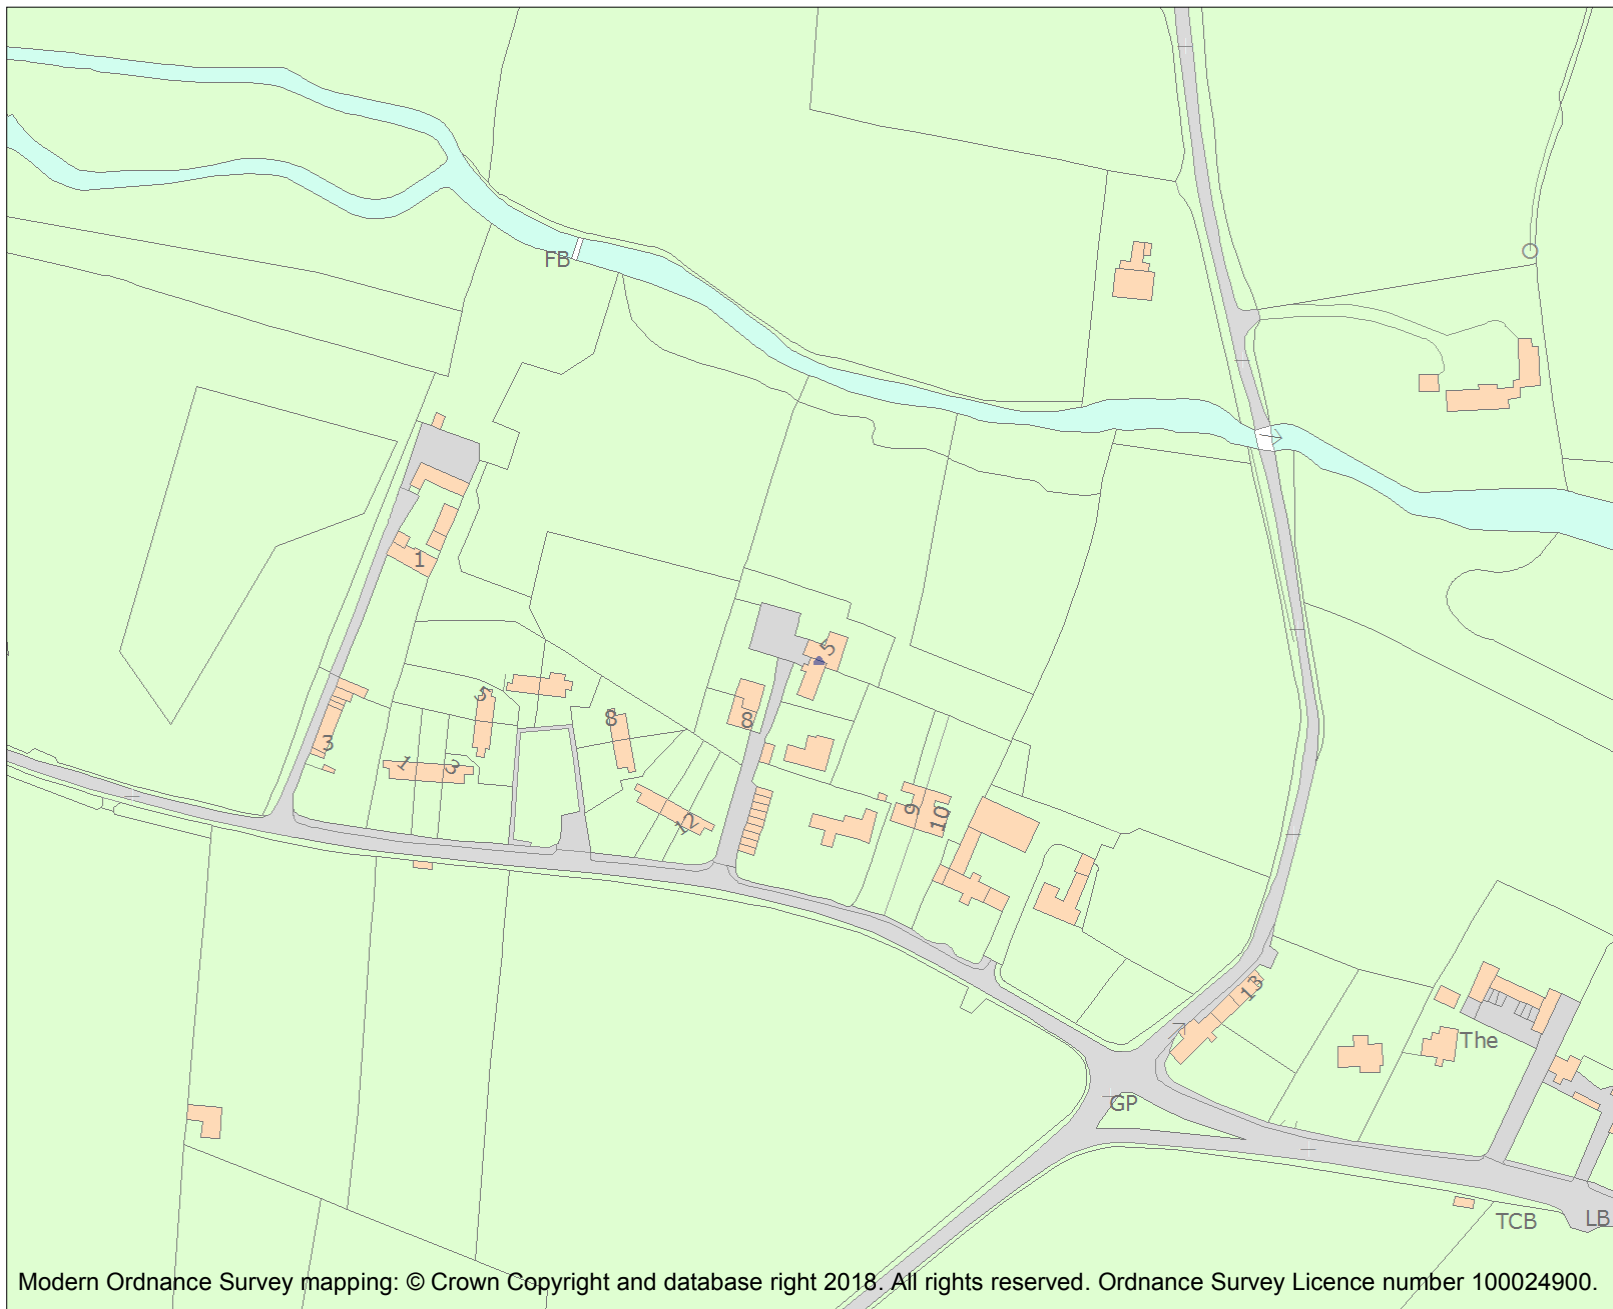 FB
1
5
5
8
8
3
1
3
12
9
10
13
The
GP
TCB
LB
Modern Ordnance Survey mapping: © Crown Copyright and database right 2018. All rights reserved. Ordnance Survey Licence number 100024900.